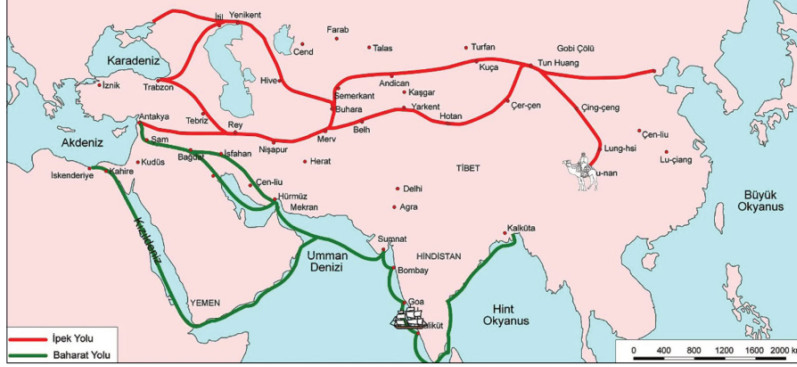 İşil Yenikent
Farab
Karadeniz
Cend
Talas
Turfan
Gobi Çölü
Kuça
Tun Huang
İznik
Trabzon
Hive
Andican
Semerkant
Kaşgar
Buhara
Yarkent
Hotan
Çer-çen
Çing-çeng
Antakya
Tebriz
Rey
Merv
Belh
Çen-liu
Akdeniz
Şam
Bağdat
İsfahan
Nişapur
Herat
TİBET
Lung-hsi
Lu-çiang
Kudüs
İskenderiye
Kahire
Çen-liu
Hürmüz
Mekran
Delhi
Agra
u-nan
Büyük
Okyanus
Kızıldeniz
Umman
Denizi
Sumnat
HİNDİSTAN
Kalküta
Bombay
YEMEN
Goa
Hint
Okyanus
aliküt
İpek Yolu
Baharat Yolu
0 400 800 1200 1600 2000 k